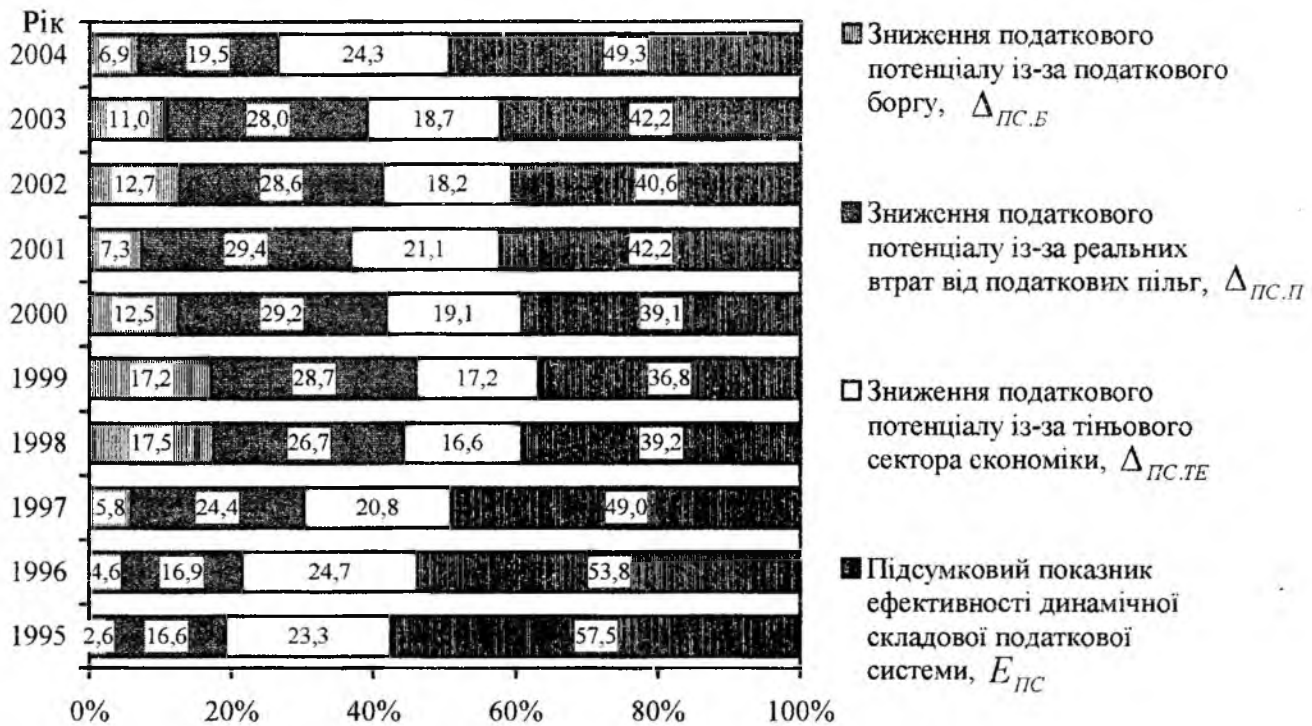 Рік
2004 6,9 19,5 24,3 49,3
2003 11,0 28,0 18,7 42,2
2002 12,7 28,6 18,2 40,6
2001 7,3 29,4 21,1 42,2
2000 12,5 29,2 19,1 39,1
1999 17,2 28,7 17,2 36,8
1998 17,5 26,7 16,6 39,2
1997 5,8 24,4 20,8 49,0
1996 4,6 16,9 24,7 53,8
1995 2,6 16,6 23,3 57,5
0% 20% 40% 60% 80% 100%
Зниження податкового
потенціалу із-за податкового
боргу, Δ ПС.Б
Зниження податкового
потенціалу із-за реальних
втрат від податкових пільг, Δ ПС.П
Зниження податкового
потенціалу із-за тіньового
сектора економіки, Δ ПС.ТЕ
Підсумковий показник
ефективності динамічної
складової податкової
системи, E ПС